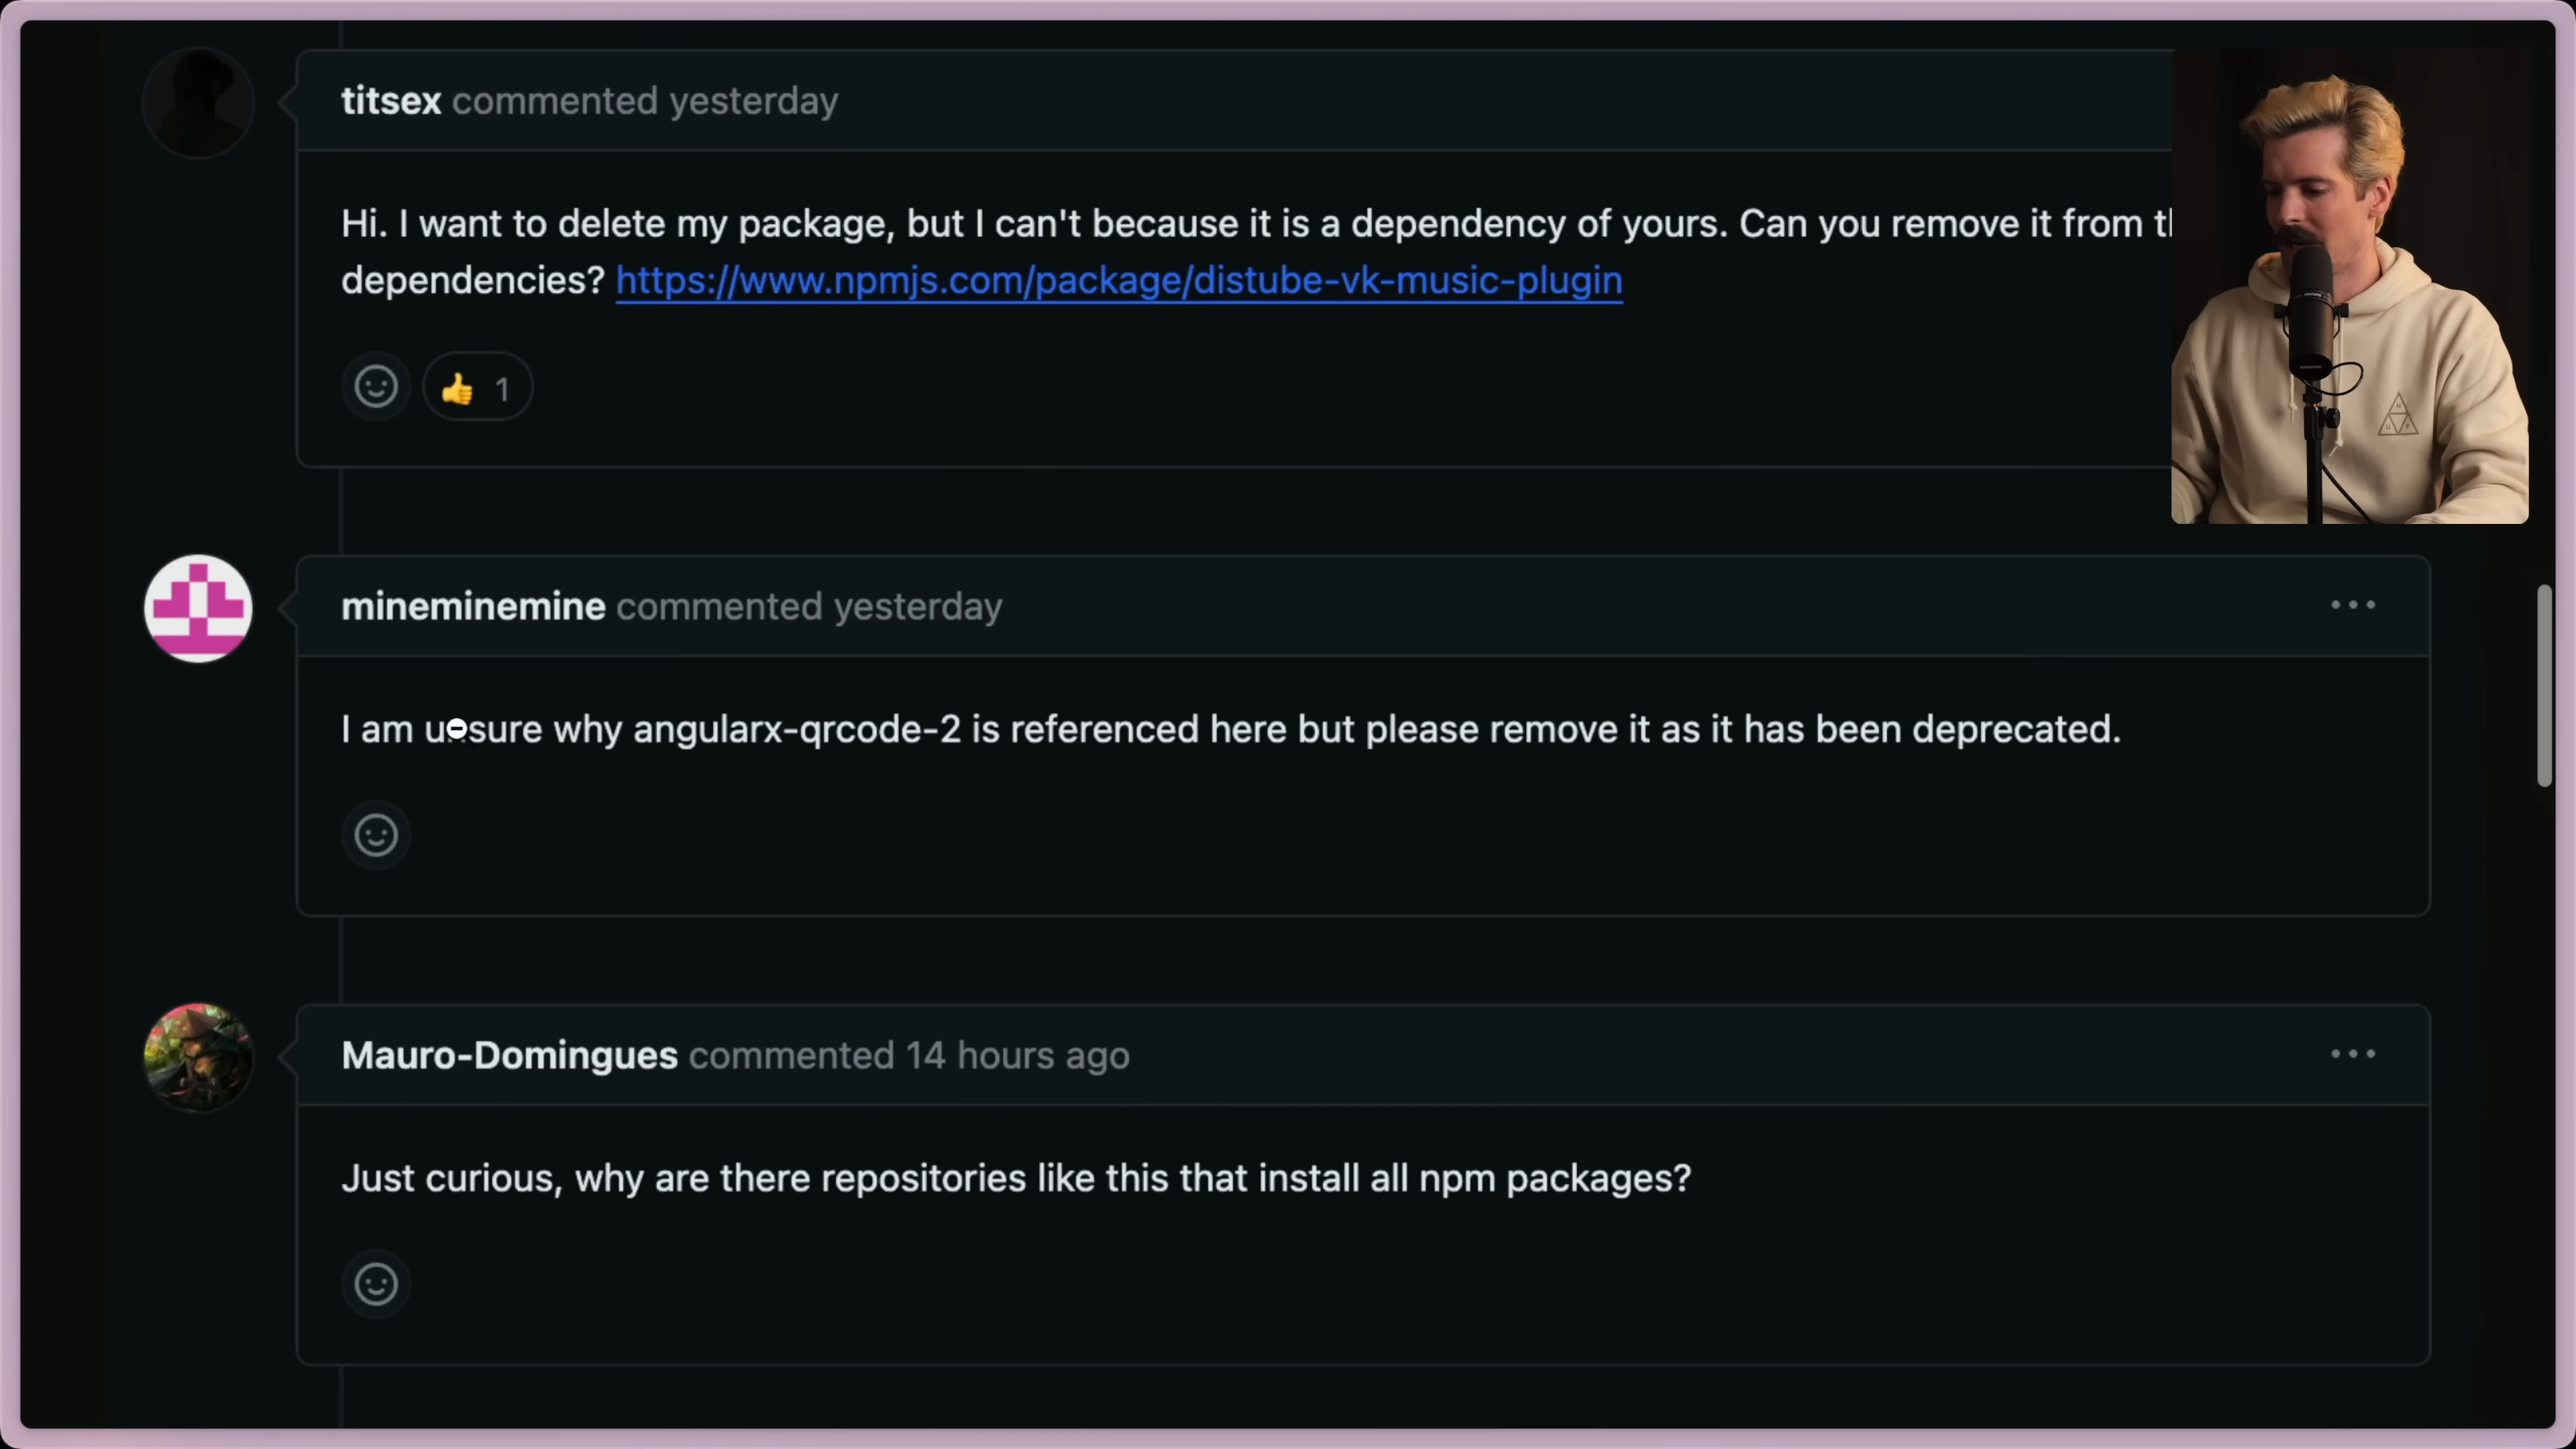 titsex commented yesterday
Hi. I want to delete my package, but I can't because it is a dependency of yours. Can you remove it from
dependencies? https://www.npmjs.com/package/distube-vk-music-plugin
👍 1
mineminemine commented yesterday
I am unsure why angularx-qrcode-2 is referenced here but please remove it as it has been deprecated.
Mauro-Domingues commented 14 hours ago
Just curious, why are there repositories like this that install all npm packages?